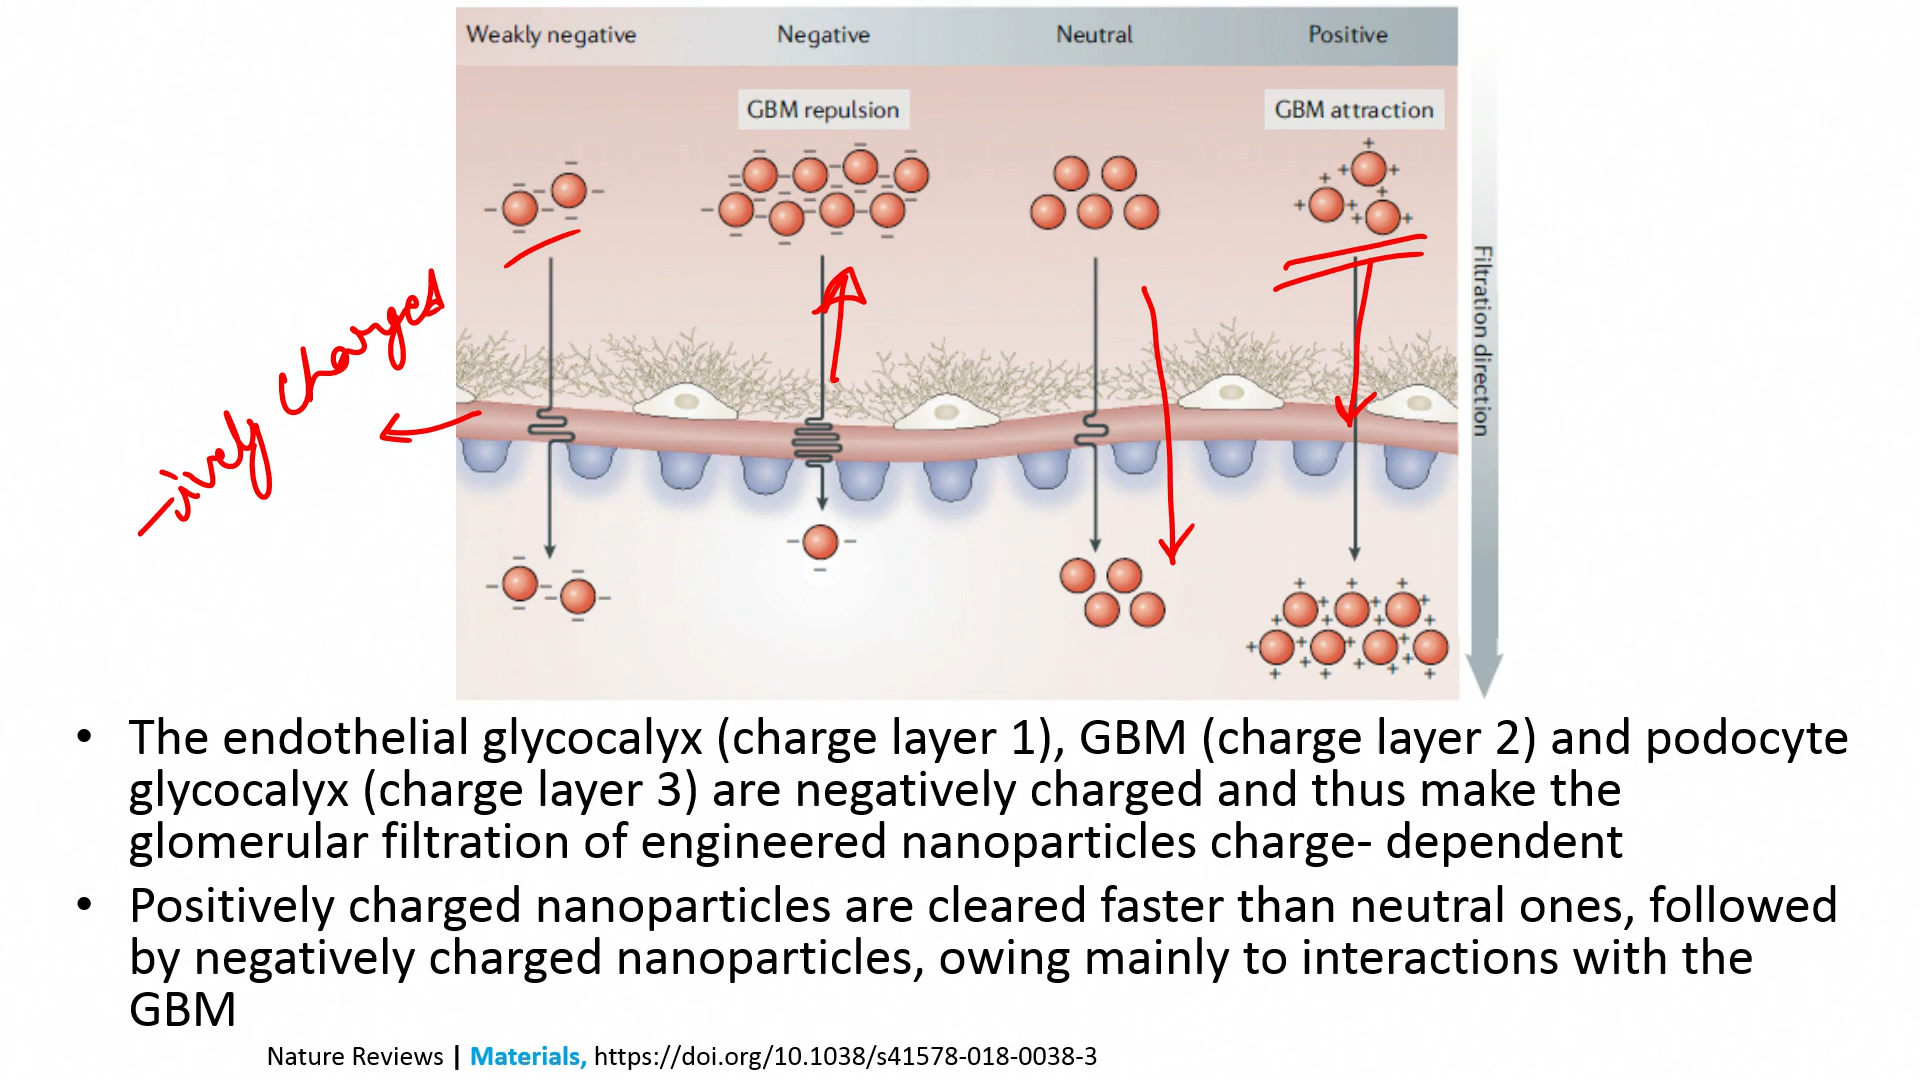 Weakly negative Negative Neutral Positive
GBM repulsion GBM attraction
Filtration direction
-ively charged
• The endothelial glycocalyx (charge layer 1), GBM (charge layer 2) and podocyte
glycocalyx (charge layer 3) are negatively charged and thus make the
glomerular filtration of engineered nanoparticles charge- dependent
• Positively charged nanoparticles are cleared faster than neutral ones, followed
by negatively charged nanoparticles, owing mainly to interactions with the
GBM
Nature Reviews | Materials, https://doi.org/10.1038/s41578-018-0038-3